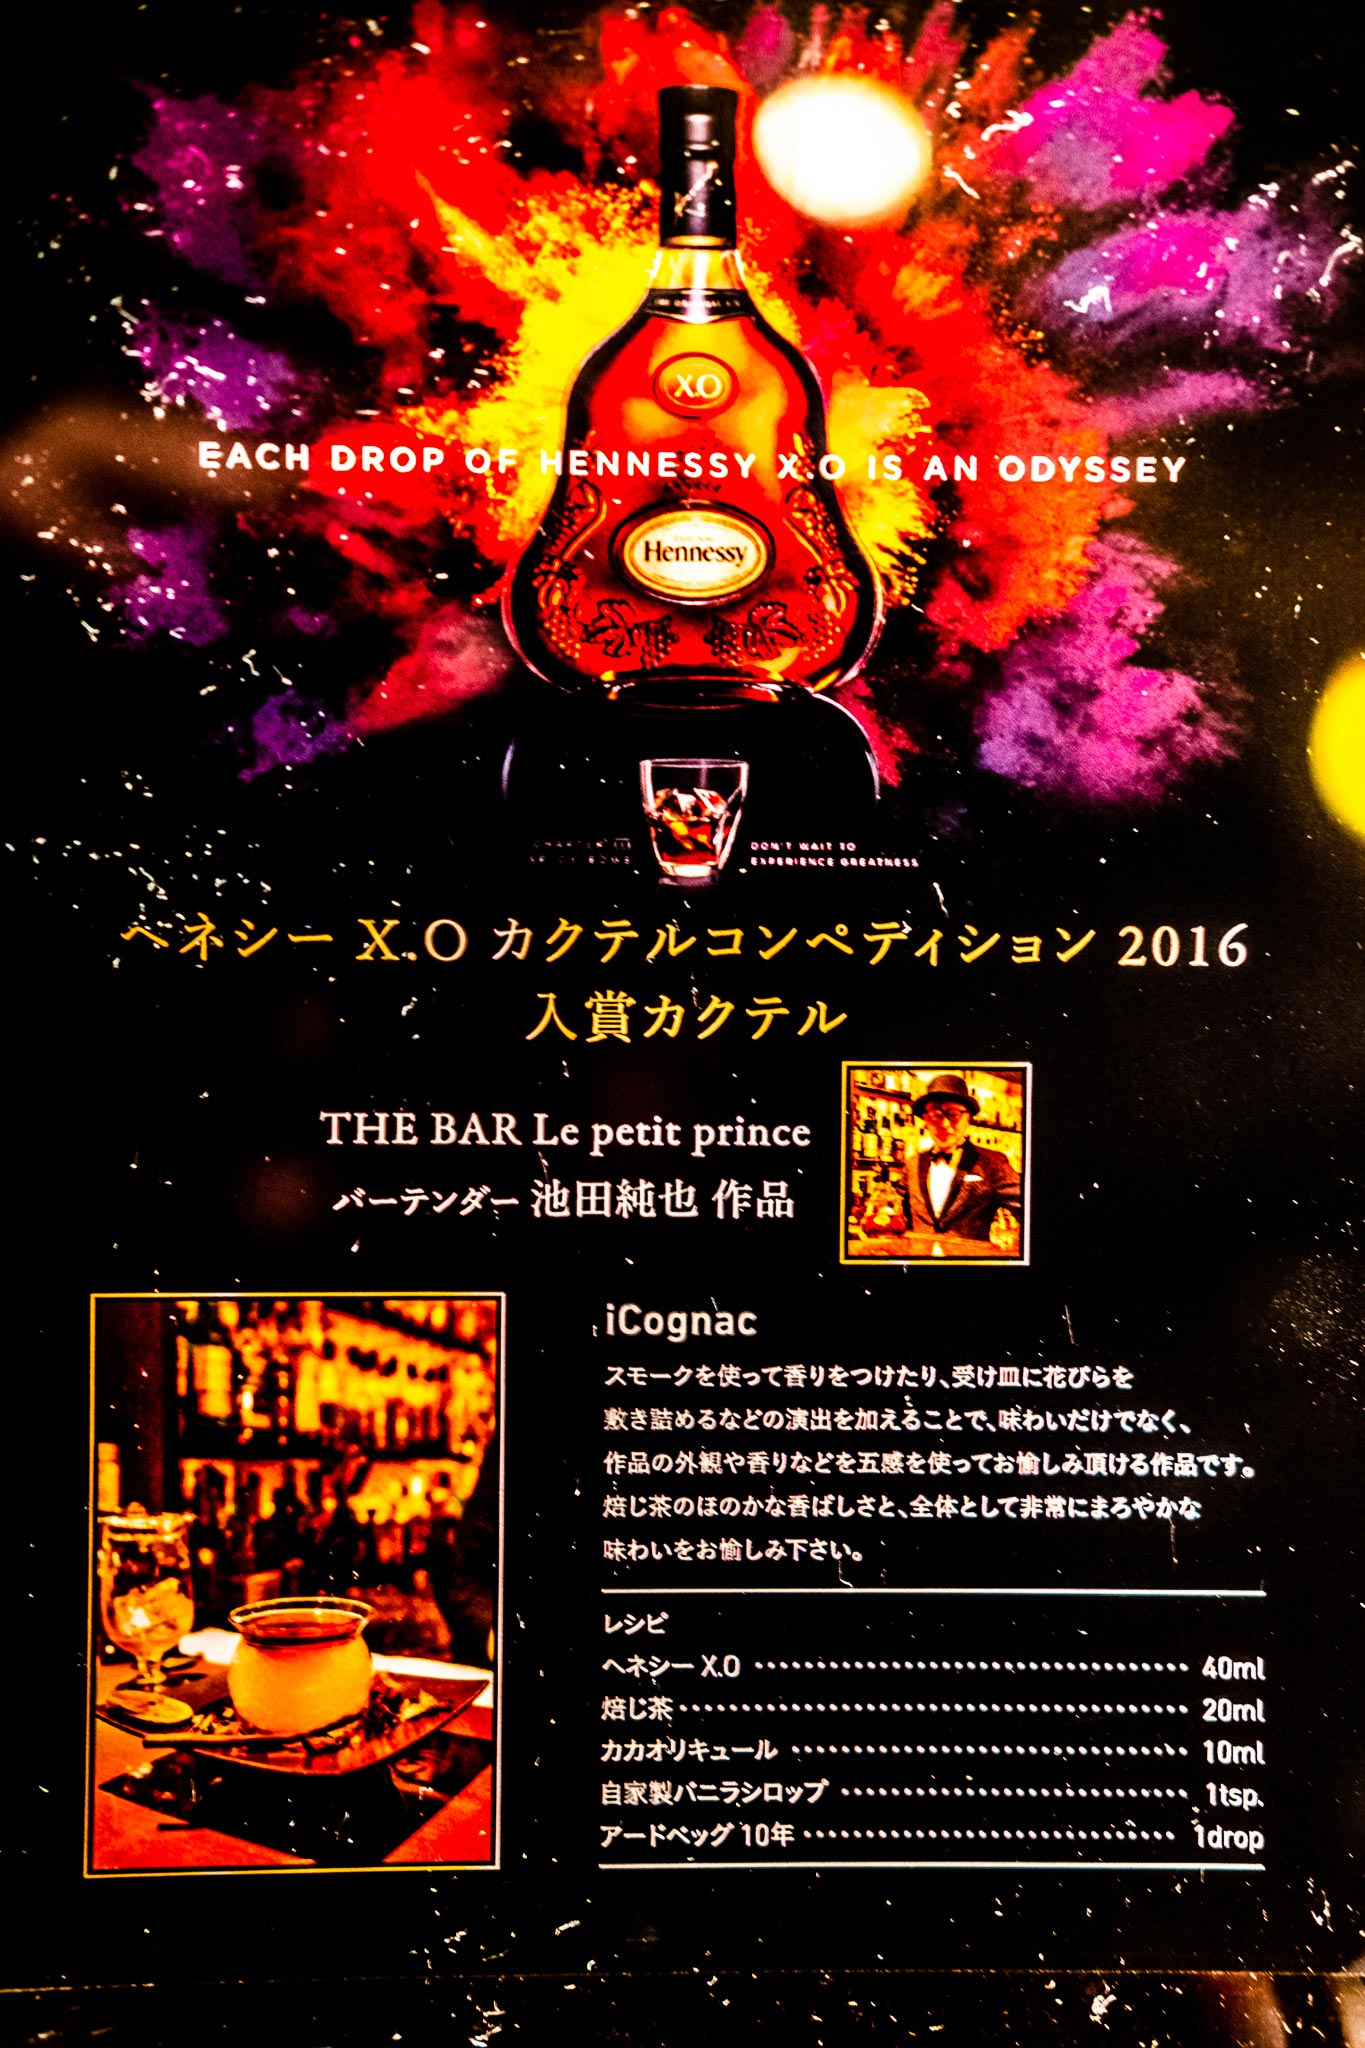 X.O
EACH DROP OF HENNESSY X.O IS AN ODYSSEY
Hennessy
DON'T WAIT TO
EXPERIENCE GREATNESS
ヘネシー X.O カクテルコンペディション 2016
入賞カクテル
THE BAR Le petit prince
バーテンダー 池田純也 作品
iCognac
スモークを使って香りをつけたり、受け皿に花びらを
敷き詰めるなどの演出を加えることで、味わいだけでなく、
作品の外観や香りなどを五感を使ってお愉しみ頂ける作品です。
焙じ茶のほのかな香ばしさと、全体として非常にまろやかな
味わいをお愉しみ下さい。
レシピ
ヘネシー X.O 40ml
焙じ茶 20ml
カカオリキュール 10ml
自家製バニラシロップ 1tsp.
アードベッグ 10年 1drop